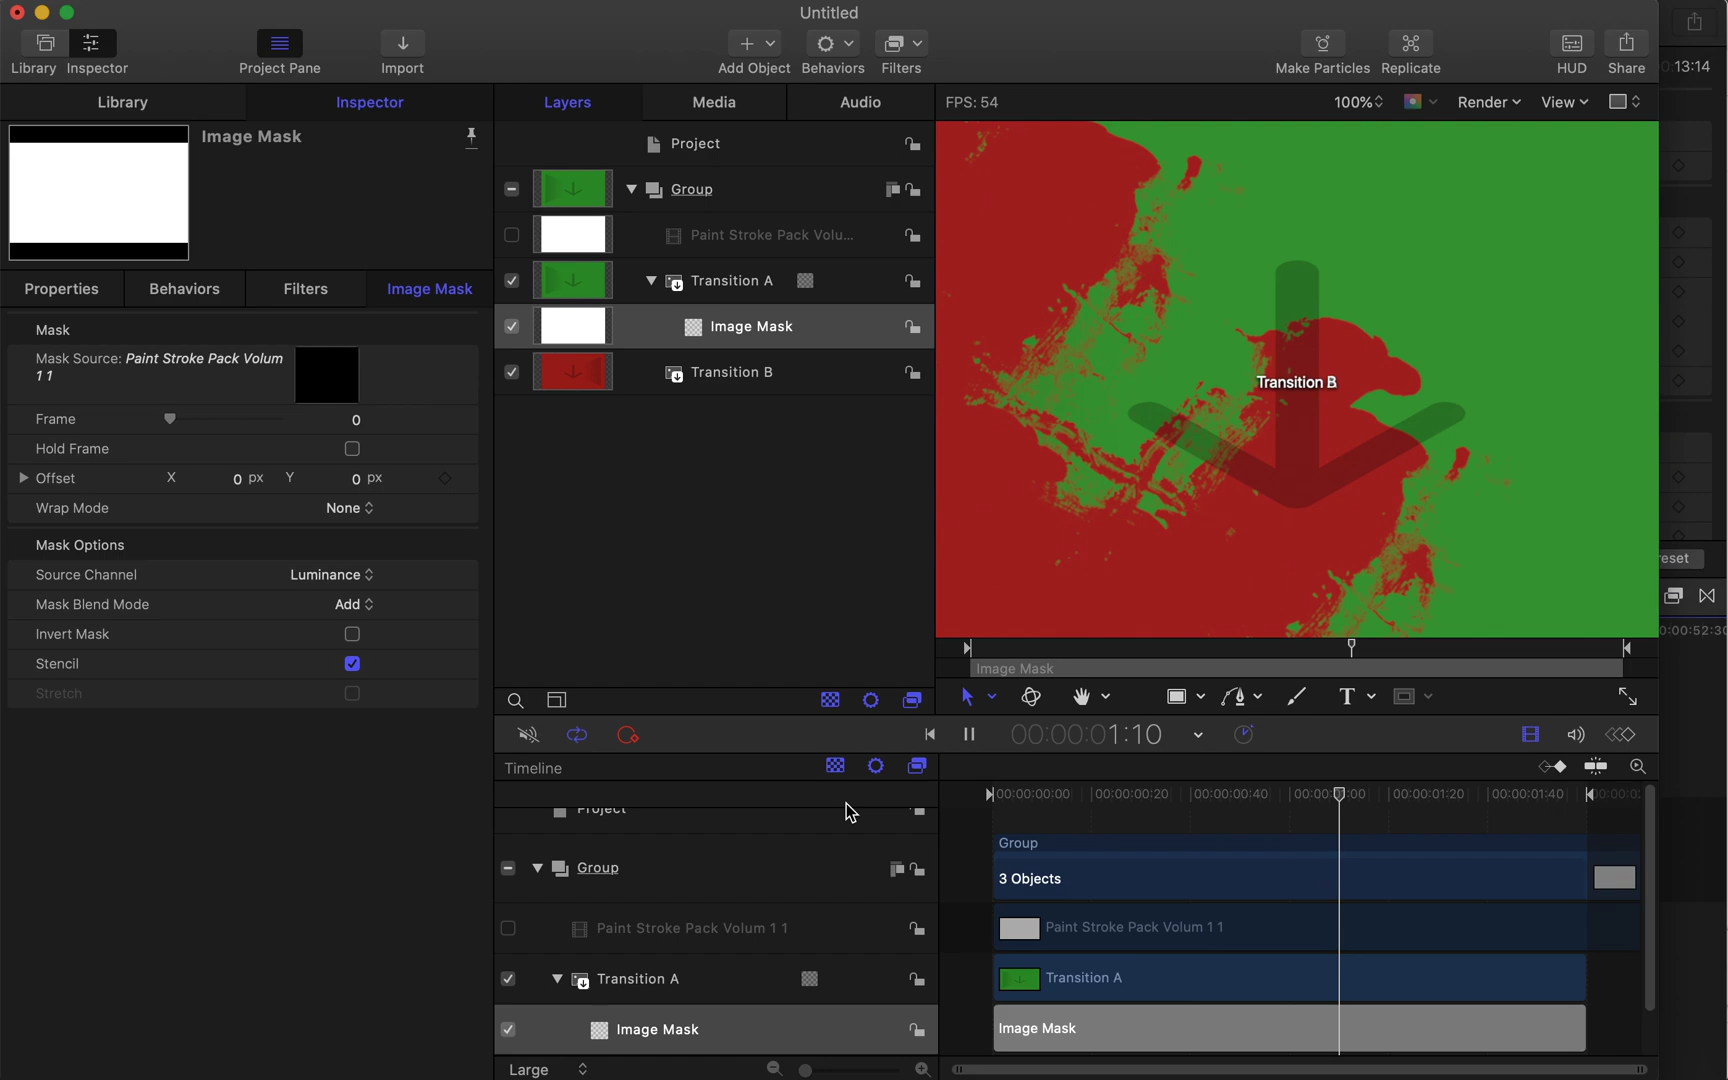 Untitled
Library Inspector Project Pane Import Add Object Behaviors Filters Make Particles Replicate HUD Share
13:14
Library Inspector Layers Media Audio FPS: 54 100% Render View
Image Mask
Project
Group
Paint Stroke Pack Volu...
Transition A
Image Mask
Transition B
Properties Behaviors Filters Image Mask
Mask
Mask Source: Paint Stroke Pack Volum
1 1
Frame 0
Hold Frame
Offset X 0 px Y 0 px
Wrap Mode None
Mask Options
Source Channel Luminance
Mask Blend Mode Add
Invert Mask
Stencil
Stretch
Transition B
eset
0:00:52:30
Image Mask
T
00:00:01:10
Timeline
00:00:00:00 00:00:00:20 00:00:00:40 00:00:01:20 00:00:01:40
Project
Group
Group
3 Objects
Paint Stroke Pack Volum 1 1
Paint Stroke Pack Volum 1 1
Transition A
Transition A
Image Mask
Image Mask
Large